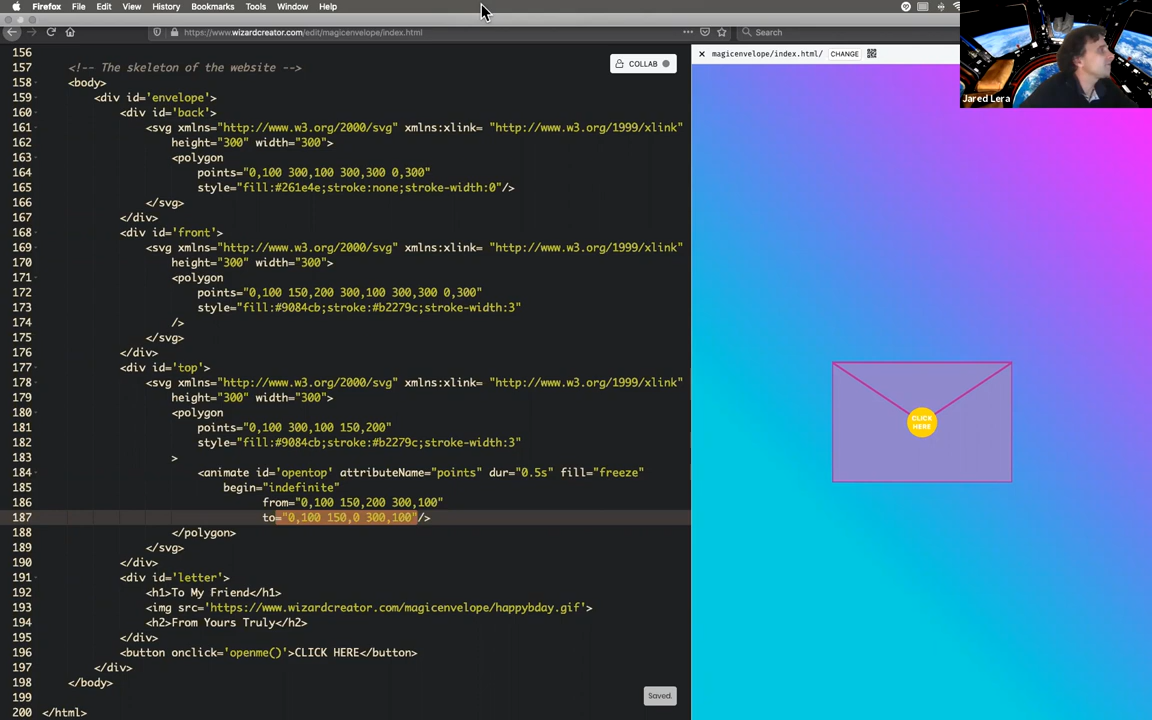 Firefox File Edit View History Bookmarks Tools Window Help
https://www.wizardcreator.com/edit/magicenvelope/index.html
Search
Jared Lera
COLLAB
156
157 <!-- The skeleton of the website -->
158 <body>
159 <div id='envelope'>
160 <div id='back'>
161 <svg xmlns="http://www.w3.org/2000/svg" xmlns:xlink= "http://www.w3.org/1999/xlink"
162 height="300" width="300">
163 <polygon
164 points="0,100 300,100 300,300 0,300"
165 style="fill:#261e4e;stroke:none;stroke-width:0"/>
166 </svg>
167 </div>
168 <div id='front'>
169 <svg xmlns="http://www.w3.org/2000/svg" xmlns:xlink= "http://www.w3.org/1999/xlink"
170 height="300" width="300">
171 <polygon
172 points="0,100 150,200 300,100 300,300 0,300"
173 style="fill:#9084cb;stroke:#b2279c;stroke-width:3"
174 />
175 </svg>
176 </div>
177 <div id='top'>
178 <svg xmlns="http://www.w3.org/2000/svg" xmlns:xlink= "http://www.w3.org/1999/xlink"
179 height="300" width="300">
180 <polygon
181 points="0,100 300,100 150,200"
182 style="fill:#9084cb;stroke:#b2279c;stroke-width:3"
183 >
184 <animate id='opentop' attributeName="points" dur="0.5s" fill="freeze"
185 begin="indefinite"
186 from="0,100 150,200 300,100"
187 to="0,100 150,0 300,100"/>
188 </polygon>
189 </svg>
190 </div>
191 <div id='letter'>
192 <h1>To My Friend</h1>
193 <img src='https://www.wizardcreator.com/magicenvelope/happybday.gif'>
194 <h2>From Yours Truly</h2>
195 </div>
196 <button onclick='openme()'>CLICK HERE</button>
197 </div>
198 </body>
199
200 </html>
Saved.
magicenvelope/index.html/ CHANGE
CLICK
HERE